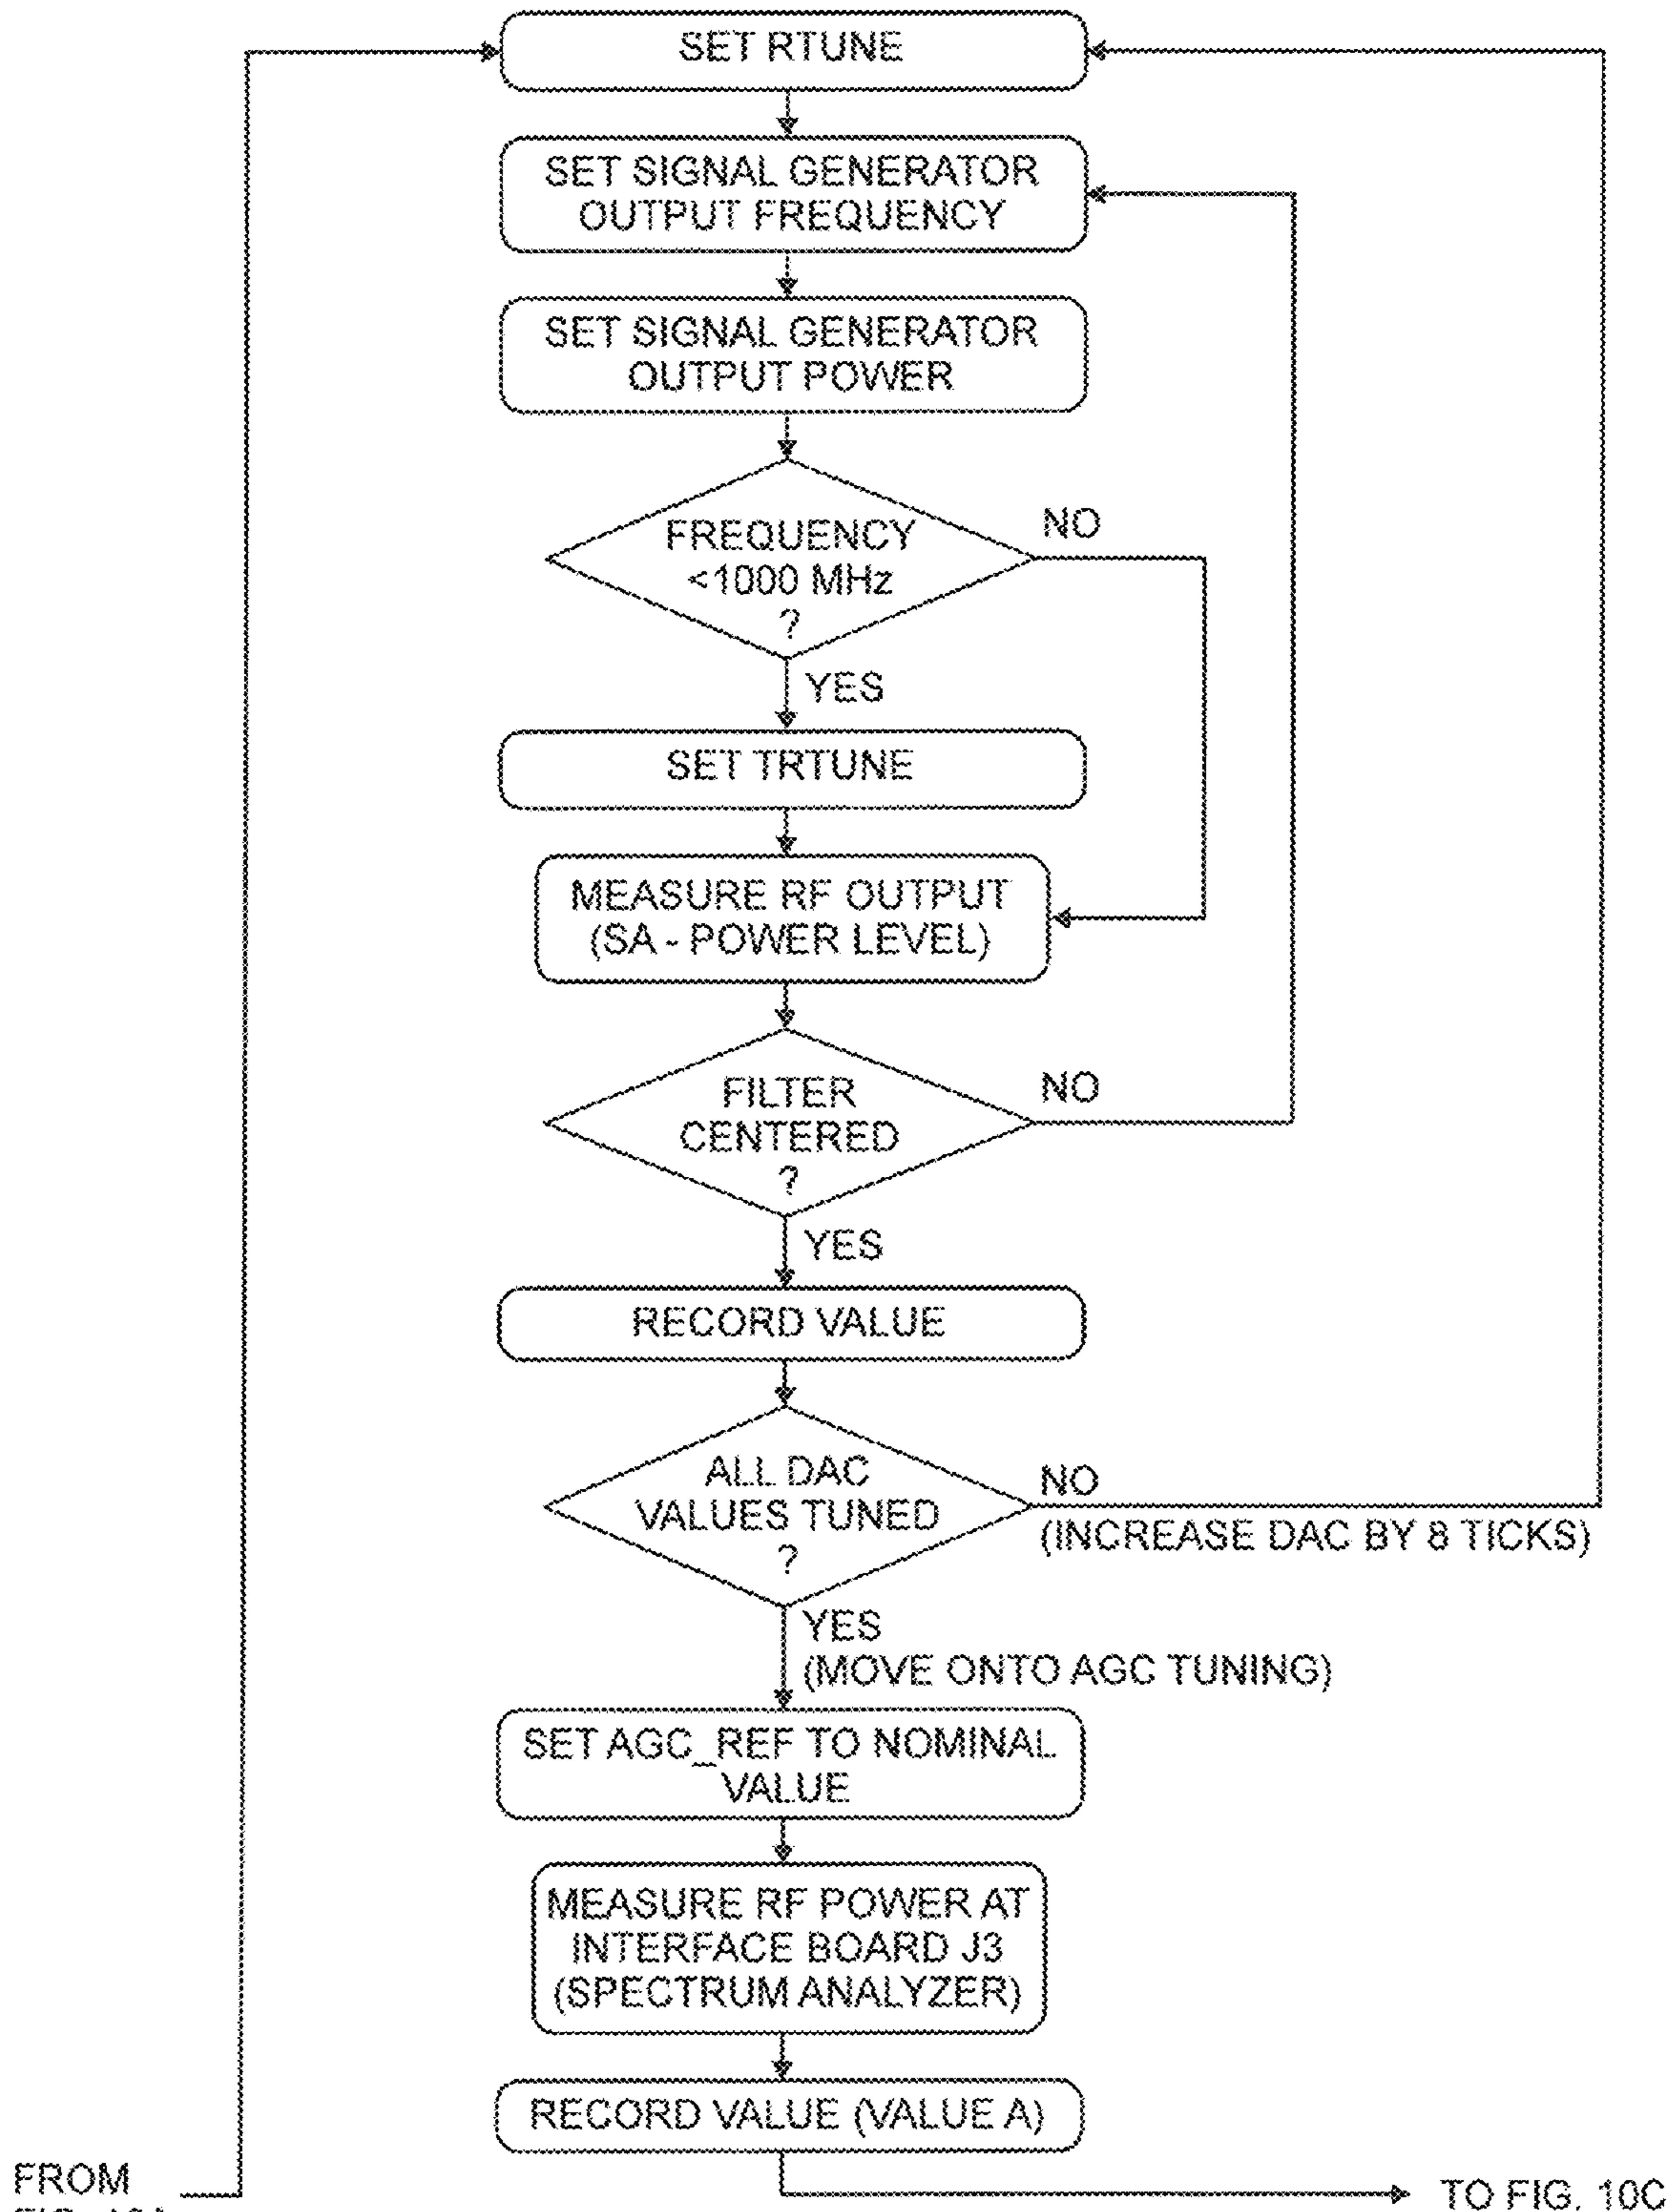 SET RTUNE
SET SIGNAL GENERATOR
OUTPUT FREQUENCY
SET SIGNAL GENERATOR
OUTPUT POWER
FREQUENCY
<1000 MHz
?
NO
YES
SET TRTUNE
MEASURE RF OUTPUT
(SA - POWER LEVEL)
FILTER
CENTERED
?
NO
YES
RECORD VALUE
ALL DAC
VALUES TUNED
?
NO
(INCREASE DAC BY 8 TICKS)
YES
(MOVE ONTO AGC TUNING)
SET AGC_REF TO NOMINAL
VALUE
MEASURE RF POWER AT
INTERFACE BOARD J3
(SPECTRUM ANALYZER)
RECORD VALUE (VALUE A)
FROM
TO FIG. 10C